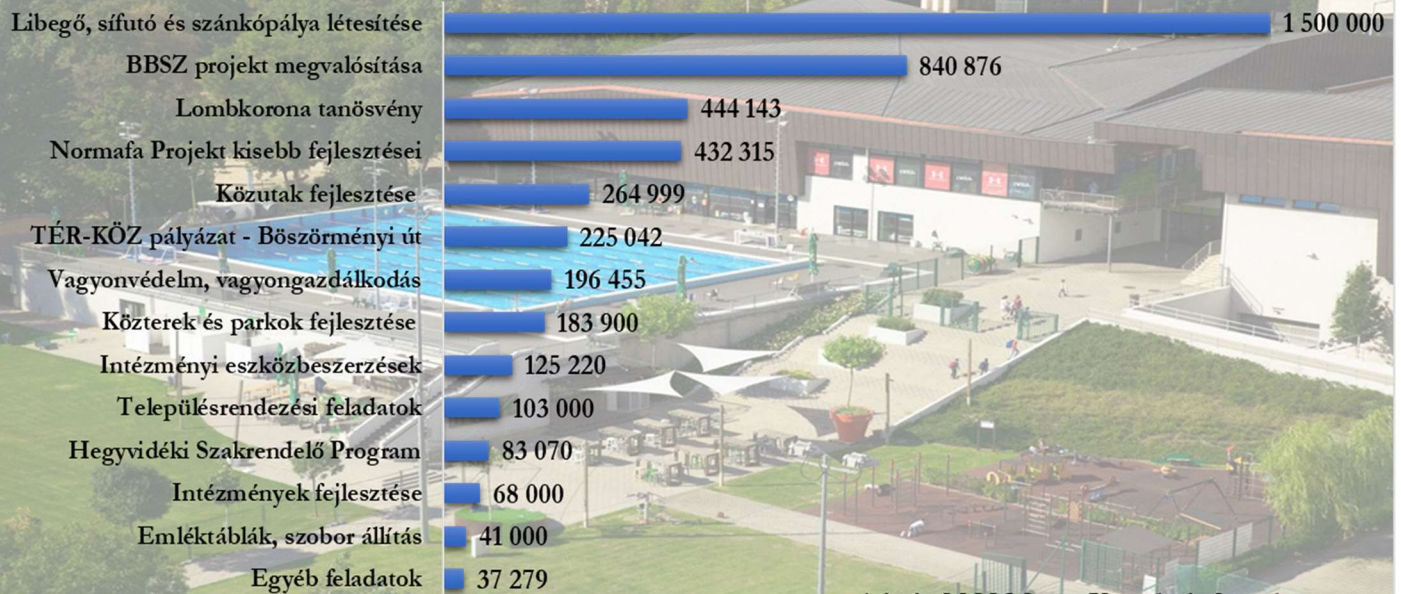 Libegő, sífutó és szánkópálya létesítése 1 500 000
BBSZ projekt megvalósítása 840 876
Lombkorona tanösvény 444 143
Normafa Projekt kisebb fejlesztései 432 315
Közutak fejlesztése 264 999
TÉR-KÖZ pályázat - Böszörményi út 225 042
Vagyonvédelm, vagyongazdálkodás 196 455
Közterek és parkok fejlesztése 183 900
Intézményi eszközbeszerzések 125 220
Településrendezési feladatok 103 000
Hegyvidéki Szakrendelő Program 83 070
Intézmények fejlesztése 68 000
Emléktáblák, szobor állítás 41 000
Egyéb feladatok 37 279